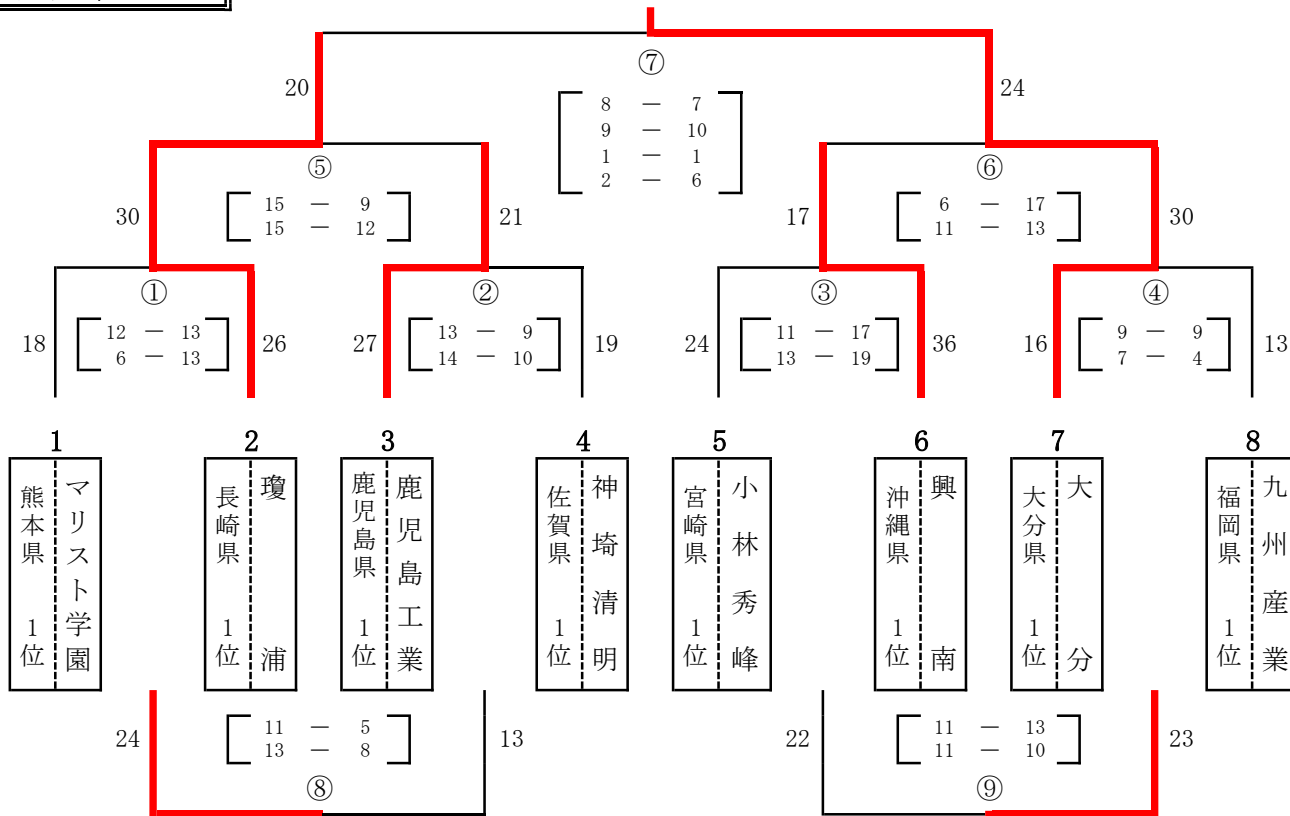 ⑦
20
24
8 － 7
9 － 10
1 － 1
2 － 6
⑤
⑥
30
15 － 9
15 － 12
21
17
6 － 17
11 － 13
30
①
②
③
④
18
12 － 13
6 － 13
26
27
13 － 9
14 － 10
19
24
11 － 17
13 － 19
36
16
9 － 9
7 － 4
13
1
2
3
4
5
6
7
8
熊本県 1位
マリスト学園
長崎県 1位
瓊浦
鹿児島県 1位
鹿児島工業
佐賀県 1位
神埼清明
宮崎県 1位
小林秀峰
沖縄県 1位
興南
大分県 1位
大分
福岡県 1位
九州産業
24
11 － 5
13 － 8
13
22
11 － 13
11 － 10
23
⑧
⑨